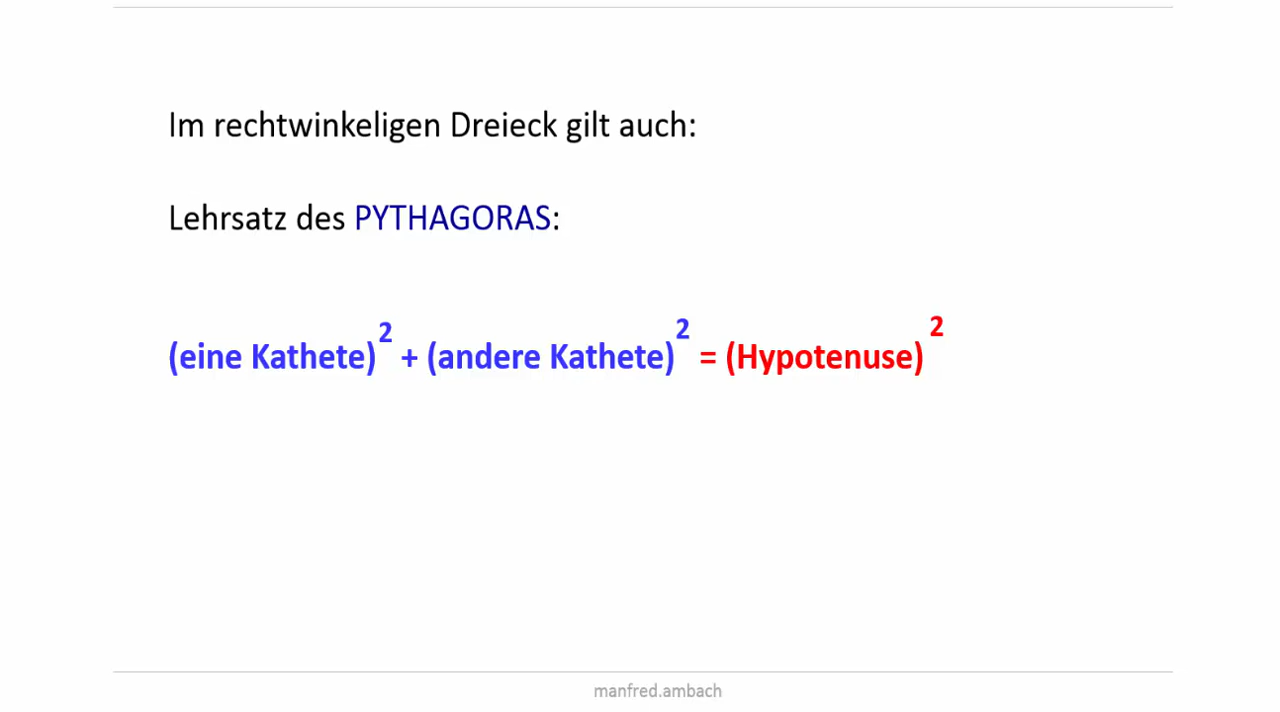 Im rechtwinkeligen Dreieck gilt auch:
Lehrsatz des PYTHAGORAS:
(eine Kathete)² + (andere Kathete)² = (Hypotenuse)²
manfred.ambach